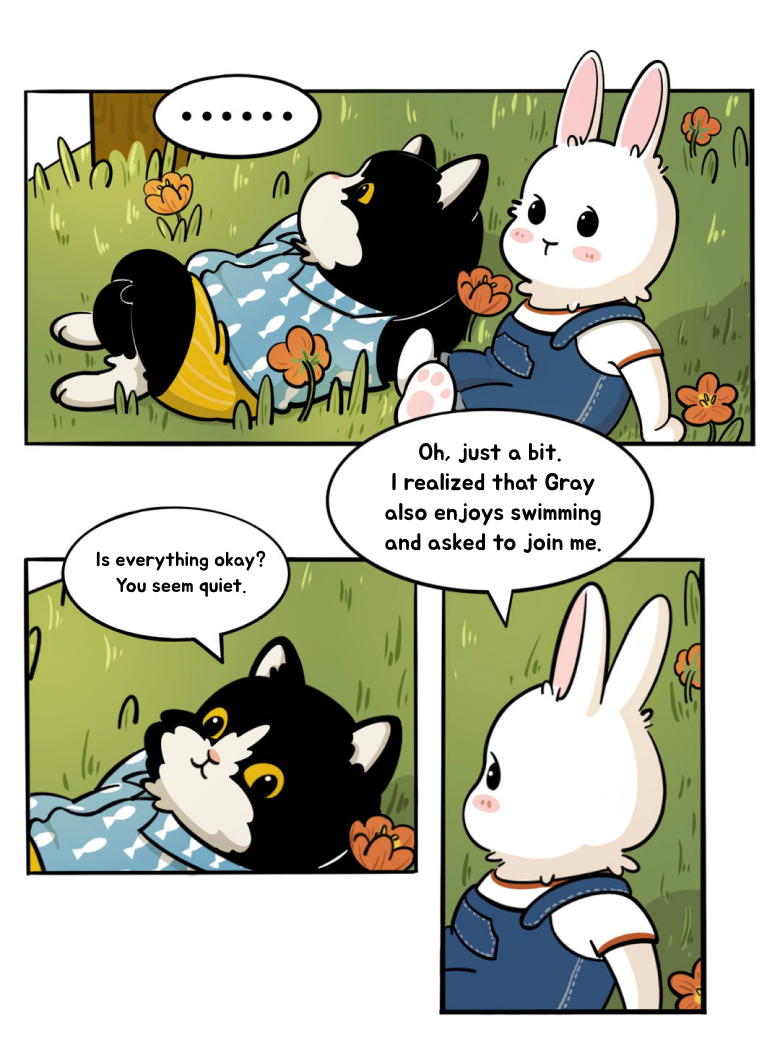 ••••••
Is everything okay?
You seem quiet.
Oh, just a bit.
I realized that Gray
also enjoys swimming
and asked to join me.